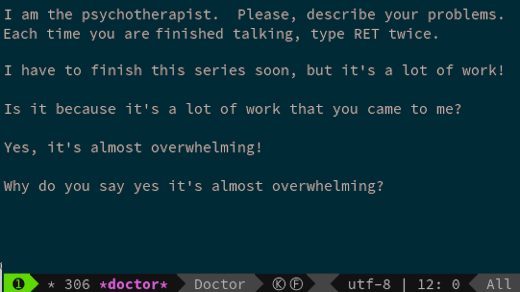 I am the psychotherapist.  Please, describe your problems.
Each time you are finished talking, type RET twice.
I have to finish this series soon, but it's a lot of work!
Is it because it's a lot of work that you came to me?
Yes, it's almost overwhelming!
Why do you say yes it's almost overwhelming?
❶ * 306 *doctor* Doctor Ⓚ Ⓕ utf-8 | 12: 0 All